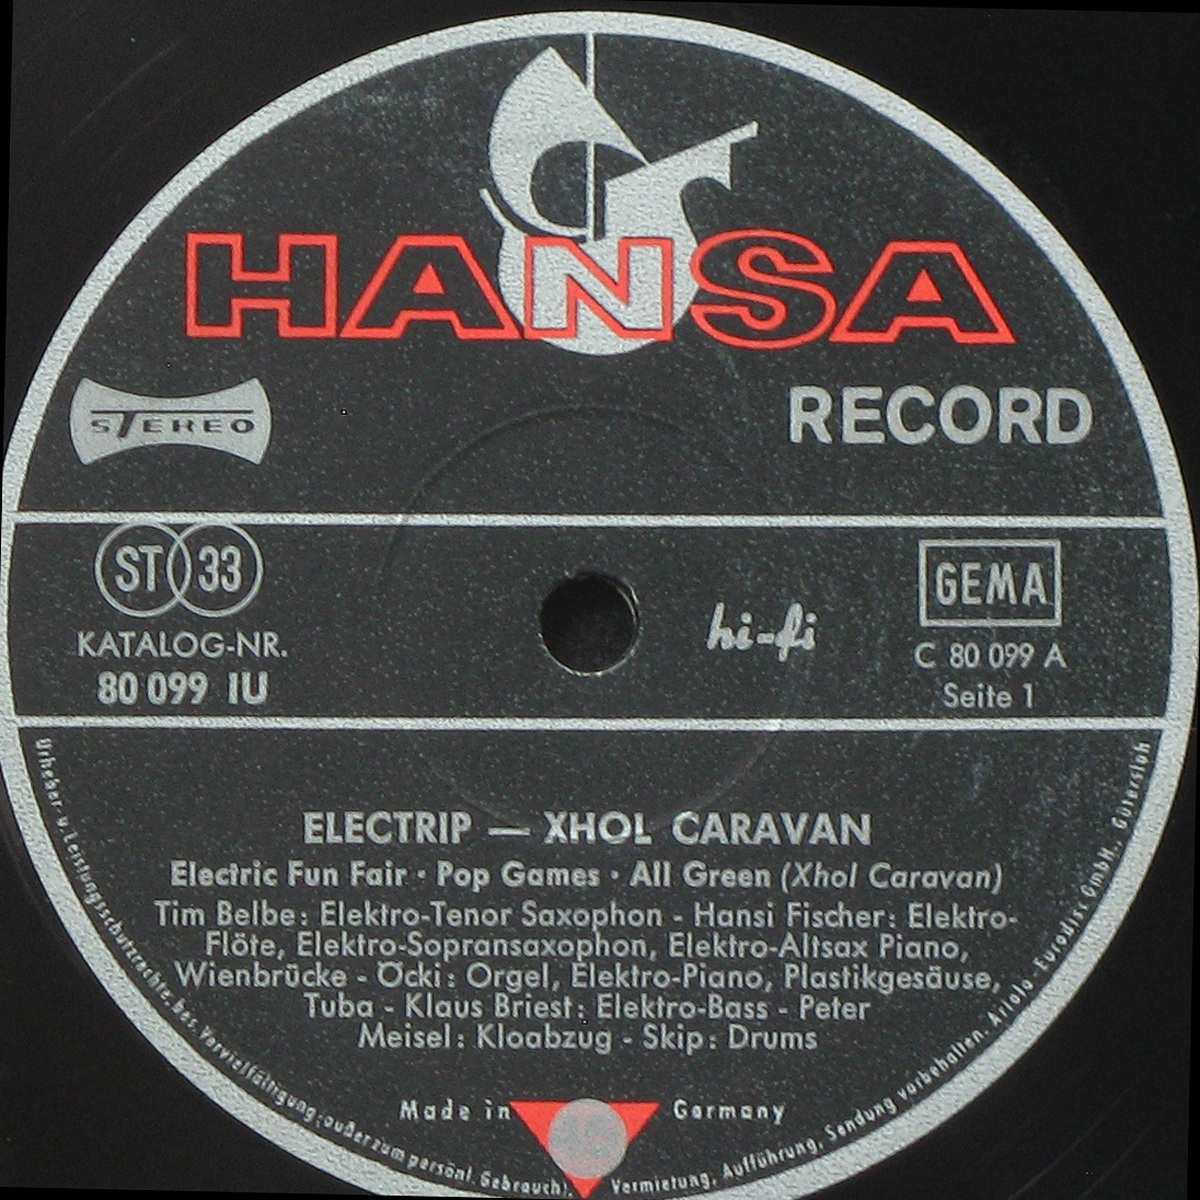 HANSA
RECORD
STEREO
ST 33
KATALOG-NR.
80 099 IU
hi-fi
GEMA
C 80 099 A
Seite 1
ELECTRIP — XHOL CARAVAN
Electric Fun Fair · Pop Games · All Green (Xhol Caravan)
Tim Belbe: Elektro-Tenor Saxophon - Hansi Fischer: Elektro-
Flöte, Elektro-Sopransaxophon, Elektro-Altsax Piano,
Wienbrücke - Öcki: Orgel, Elektro-Piano, Plastikgesäuse,
Tuba - Klaus Briest: Elektro-Bass - Peter
Meisel: Kloabzug - Skip: Drums
Made in Germany
Urheber- u. Leistungsschutzrechte, bes. Vervielfältigung außer zum persönl. Gebrauch, Vermietung, Aufführung, Sendung vorbehalten. Ariola-Eurodisc GmbH. Gütersloh